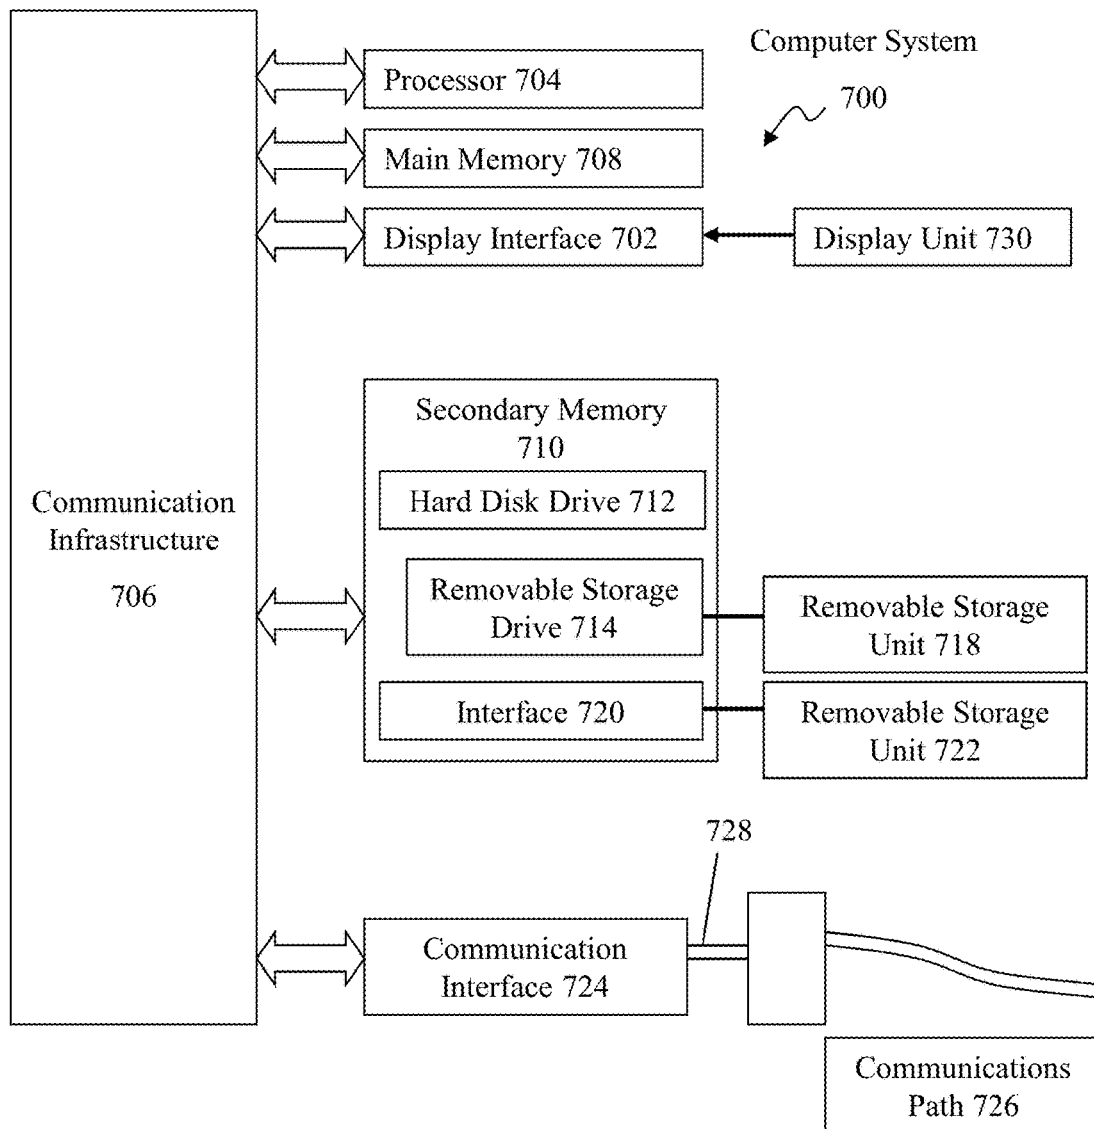 Computer System
700
Processor 704
Main Memory 708
Display Interface 702
Display Unit 730
Secondary Memory
710
Hard Disk Drive 712
Communication
Infrastructure
706
Removable Storage
Drive 714
Removable Storage
Unit 718
Interface 720
Removable Storage
Unit 722
728
Communication
Interface 724
Communications
Path 726